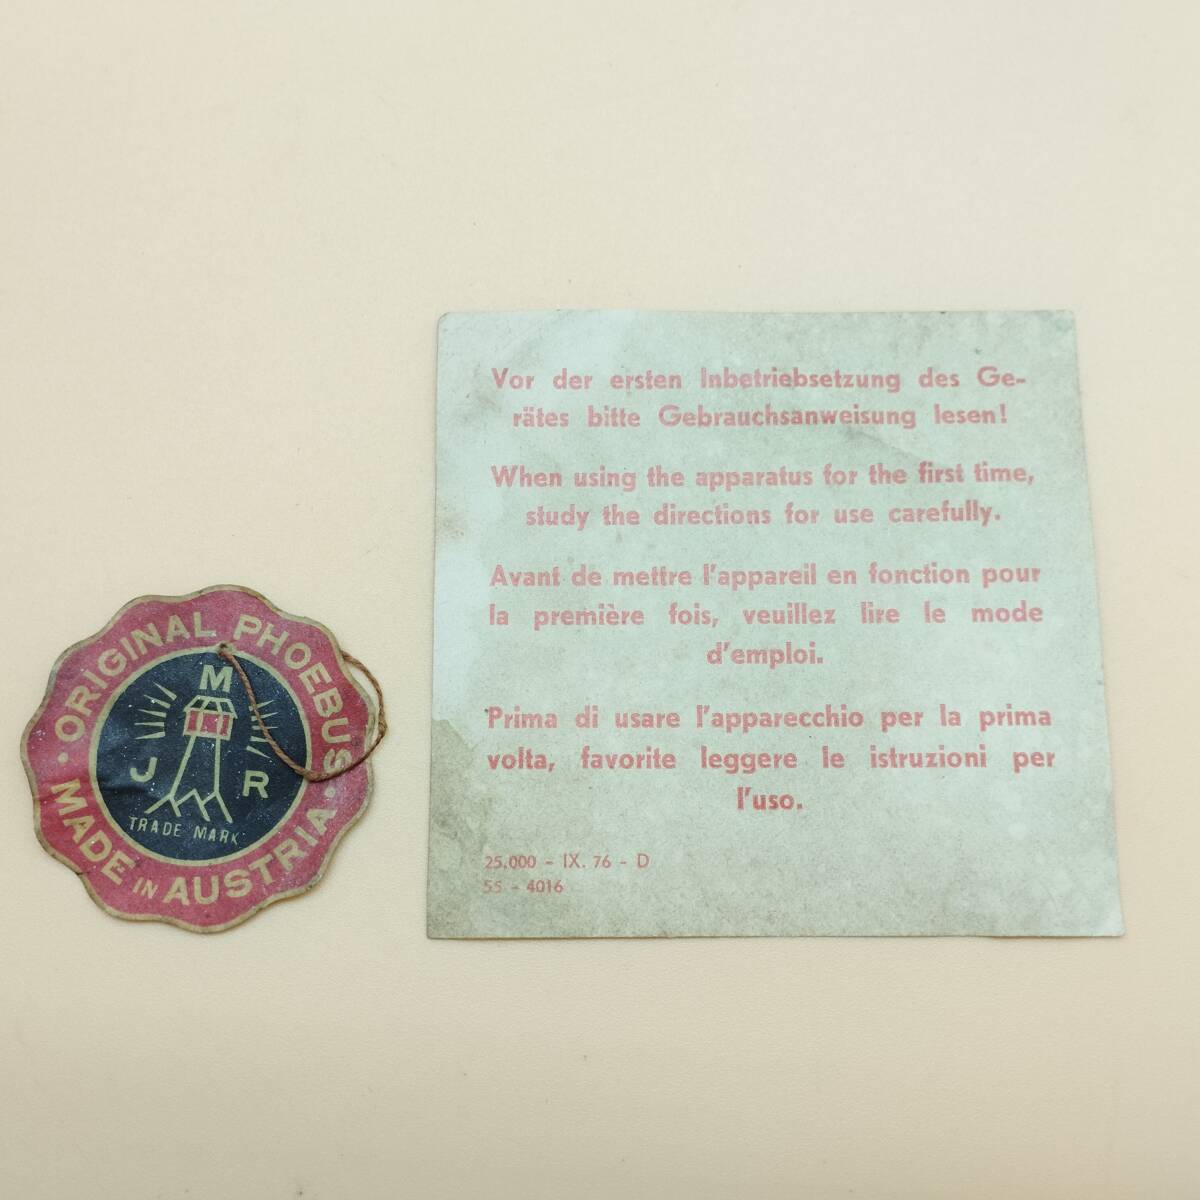 ORIGINAL PHOEBUS
M
J R
TRADE MARK
MADE IN AUSTRIA
Vor der ersten Inbetriebsetzung des Ge-
rätes bitte Gebrauchsanweisung lesen!
When using the apparatus for the first time,
study the directions for use carefully.
Avant de mettre l'appareil en fonction pour
la première fois, veuillez lire le mode
d'emploi.
Prima di usare l'apparecchio per la prima
volta, favorite leggere le istruzioni per
l'uso.
25.000 - IX. 76 - D
55 - 4016